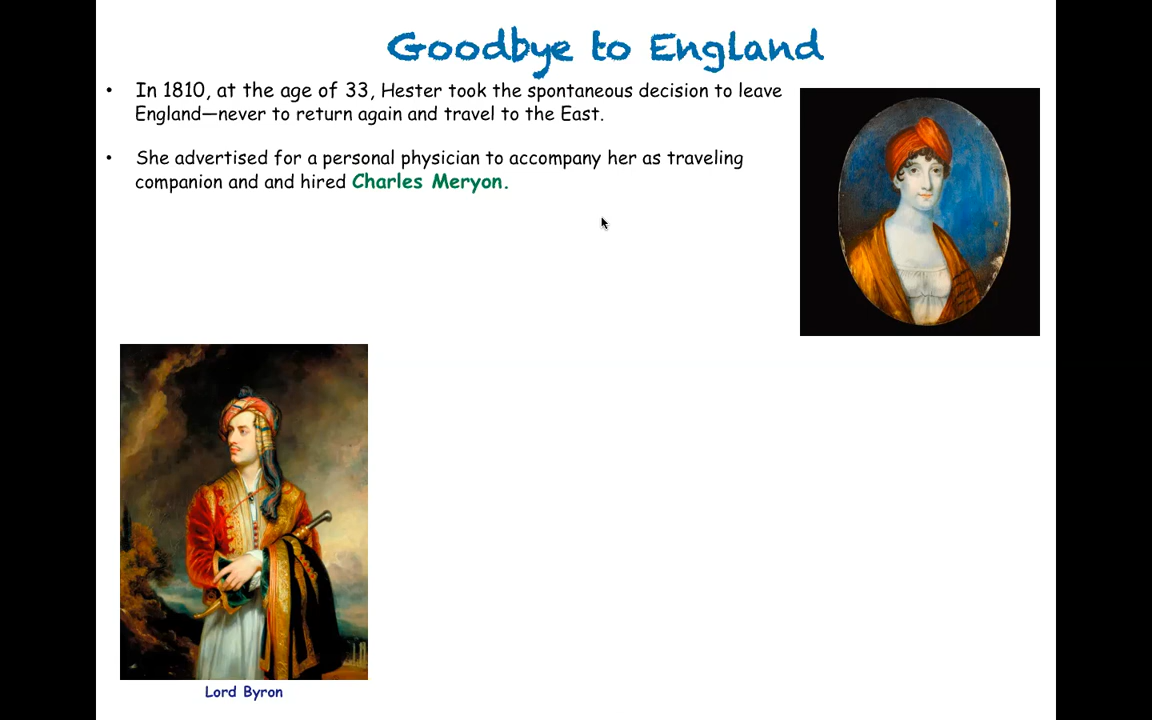 Goodbye to England
• In 1810, at the age of 33, Hester took the spontaneous decision to leave
England—never to return again and travel to the East.
• She advertised for a personal physician to accompany her as traveling
companion and and hired Charles Meryon.
Lord Byron